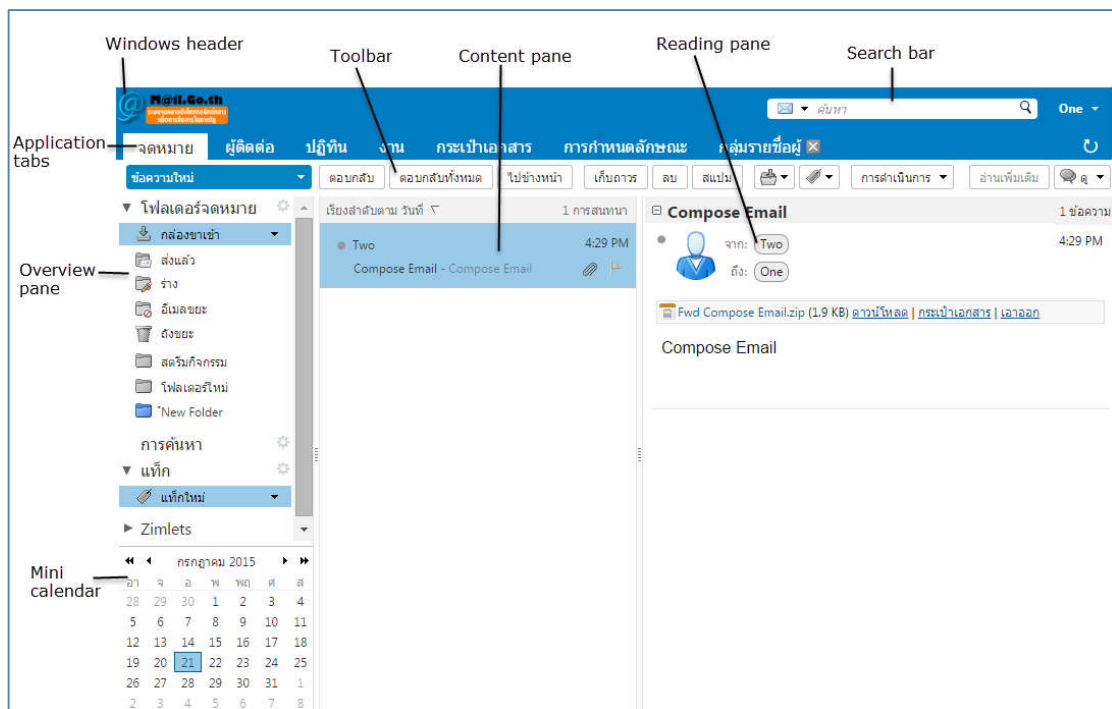 Windows header
Toolbar
Content pane
Reading pane
Search bar
M@il.Go.th
ค้นหา
One
Application tabs
จดหมาย ผู้ติดต่อ ปฏิทิน งาน กระเป๋าเอกสาร การกำหนดลักษณะ กลุ่มรายชื่อผู้
ข้อความใหม่ ตอบกลับ ตอบกลับทั้งหมด ไปข้างหน้า เก็บถาวร ลบ สแปม การดำเนินการ อ่านเพิ่มเติม ดู
โฟลเดอร์จดหมาย
กล่องขาเข้า
ส่งแล้ว
ร่าง
อีเมลขยะ
ถังขยะ
สตรีมกิจกรรม
โฟลเดอร์ใหม่
New Folder
การค้นหา
แท็ก
แท็กใหม่
Zimlets
Overview pane
เรียงลำดับตาม วันที่ 1 การสนทนา
Two 4:29 PM
Compose Email - Compose Email
Compose Email 1 ข้อความ
จาก: Two 4:29 PM
ถึง: One
Fwd Compose Email.zip (1.9 KB) ดาวน์โหลด | กระเป๋าเอกสาร | เอาออก
Compose Email
Mini calendar
กรกฎาคม 2015
อา จ อ พ พฤ ศ ส
28 29 30 1 2 3 4
5 6 7 8 9 10 11
12 13 14 15 16 17 18
19 20 21 22 23 24 25
26 27 28 29 30 31 1
2 3 4 5 6 7 8